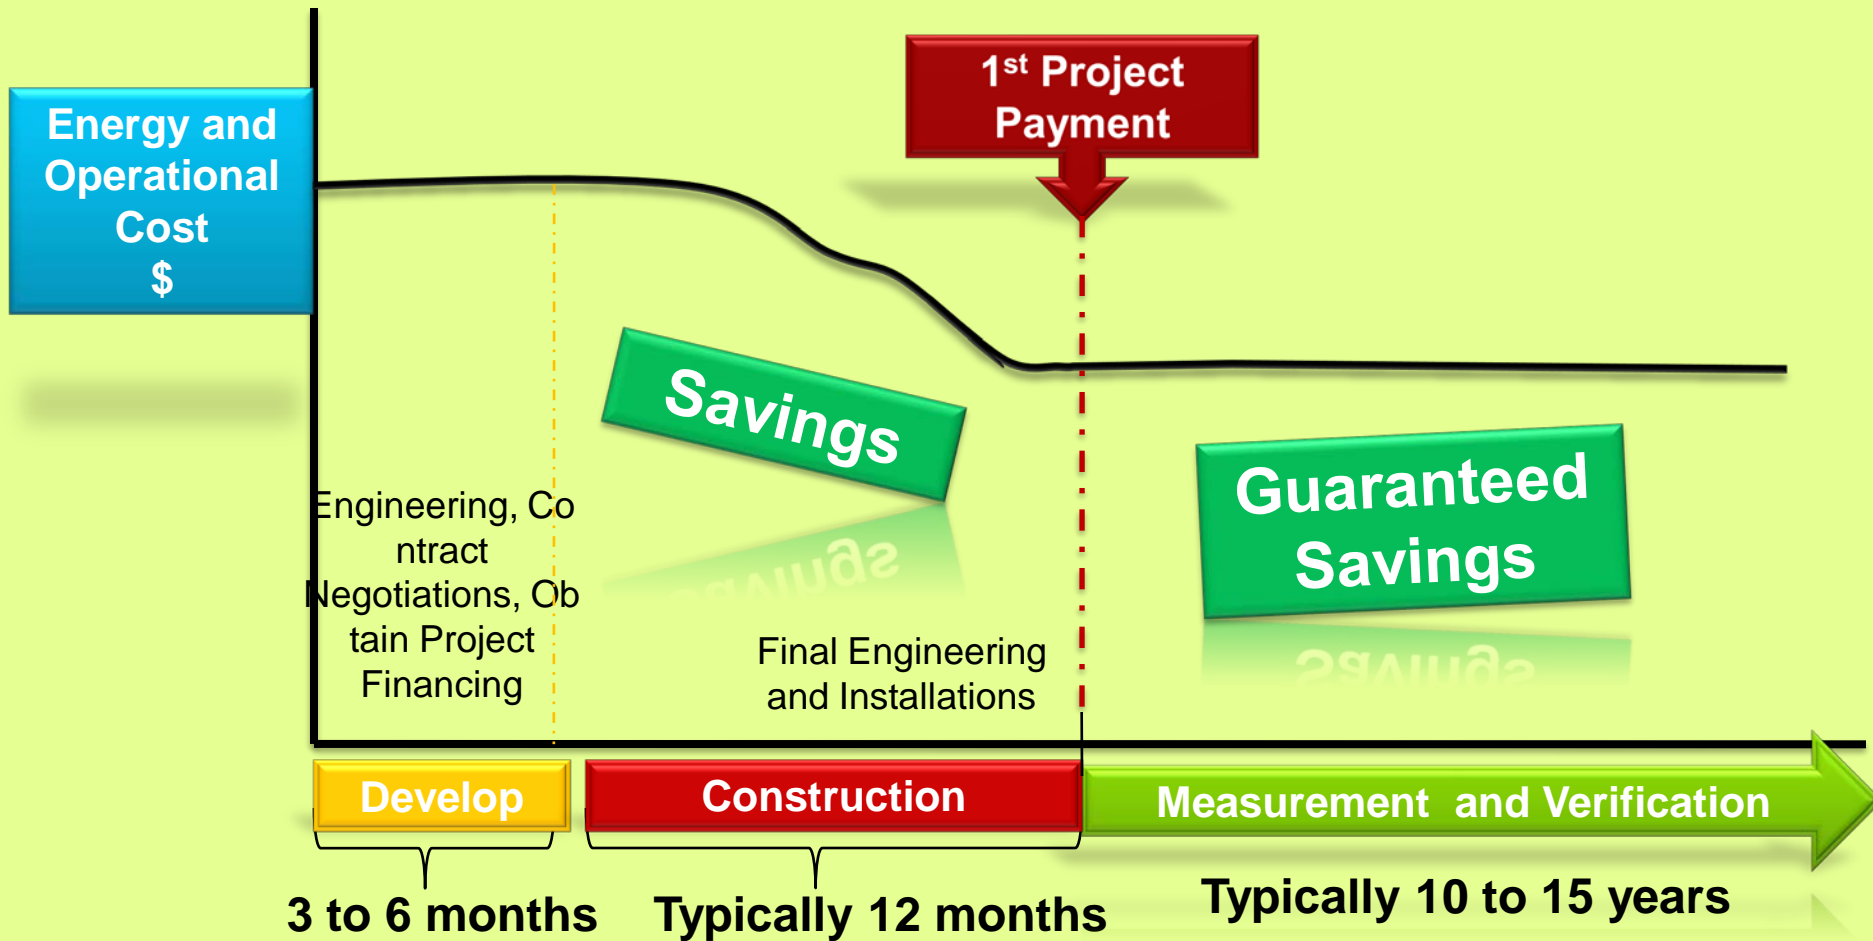 1st Project
Payment
Energy and
Operational
Cost
$
Savings
Guaranteed
Savings
Engineering, Co
ntract
Negotiations, Ob
tain Project
Financing
Final Engineering
and Installations
Develop
Construction
Measurement and Verification
3 to 6 months
Typically 12 months
Typically 10 to 15 years